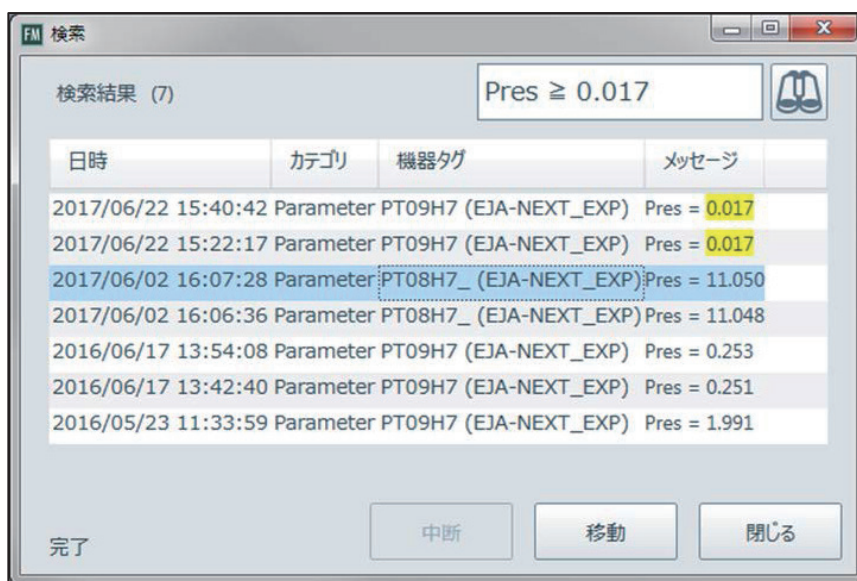 FM 検索
検索結果 (7) Pres ≧ 0.017
日時 カテゴリ 機器タグ メッセージ
2017/06/22 15:40:42 Parameter PT09H7 (EJA-NEXT_EXP) Pres = 0.017
2017/06/22 15:22:17 Parameter PT09H7 (EJA-NEXT_EXP) Pres = 0.017
2017/06/02 16:07:28 Parameter PT08H7_ (EJA-NEXT_EXP) Pres = 11.050
2017/06/02 16:06:36 Parameter PT08H7_ (EJA-NEXT_EXP) Pres = 11.048
2016/06/17 13:54:08 Parameter PT09H7 (EJA-NEXT_EXP) Pres = 0.253
2016/06/17 13:42:40 Parameter PT09H7 (EJA-NEXT_EXP) Pres = 0.251
2016/05/23 11:33:59 Parameter PT09H7 (EJA-NEXT_EXP) Pres = 1.991
完了 中断 移動 閉じる